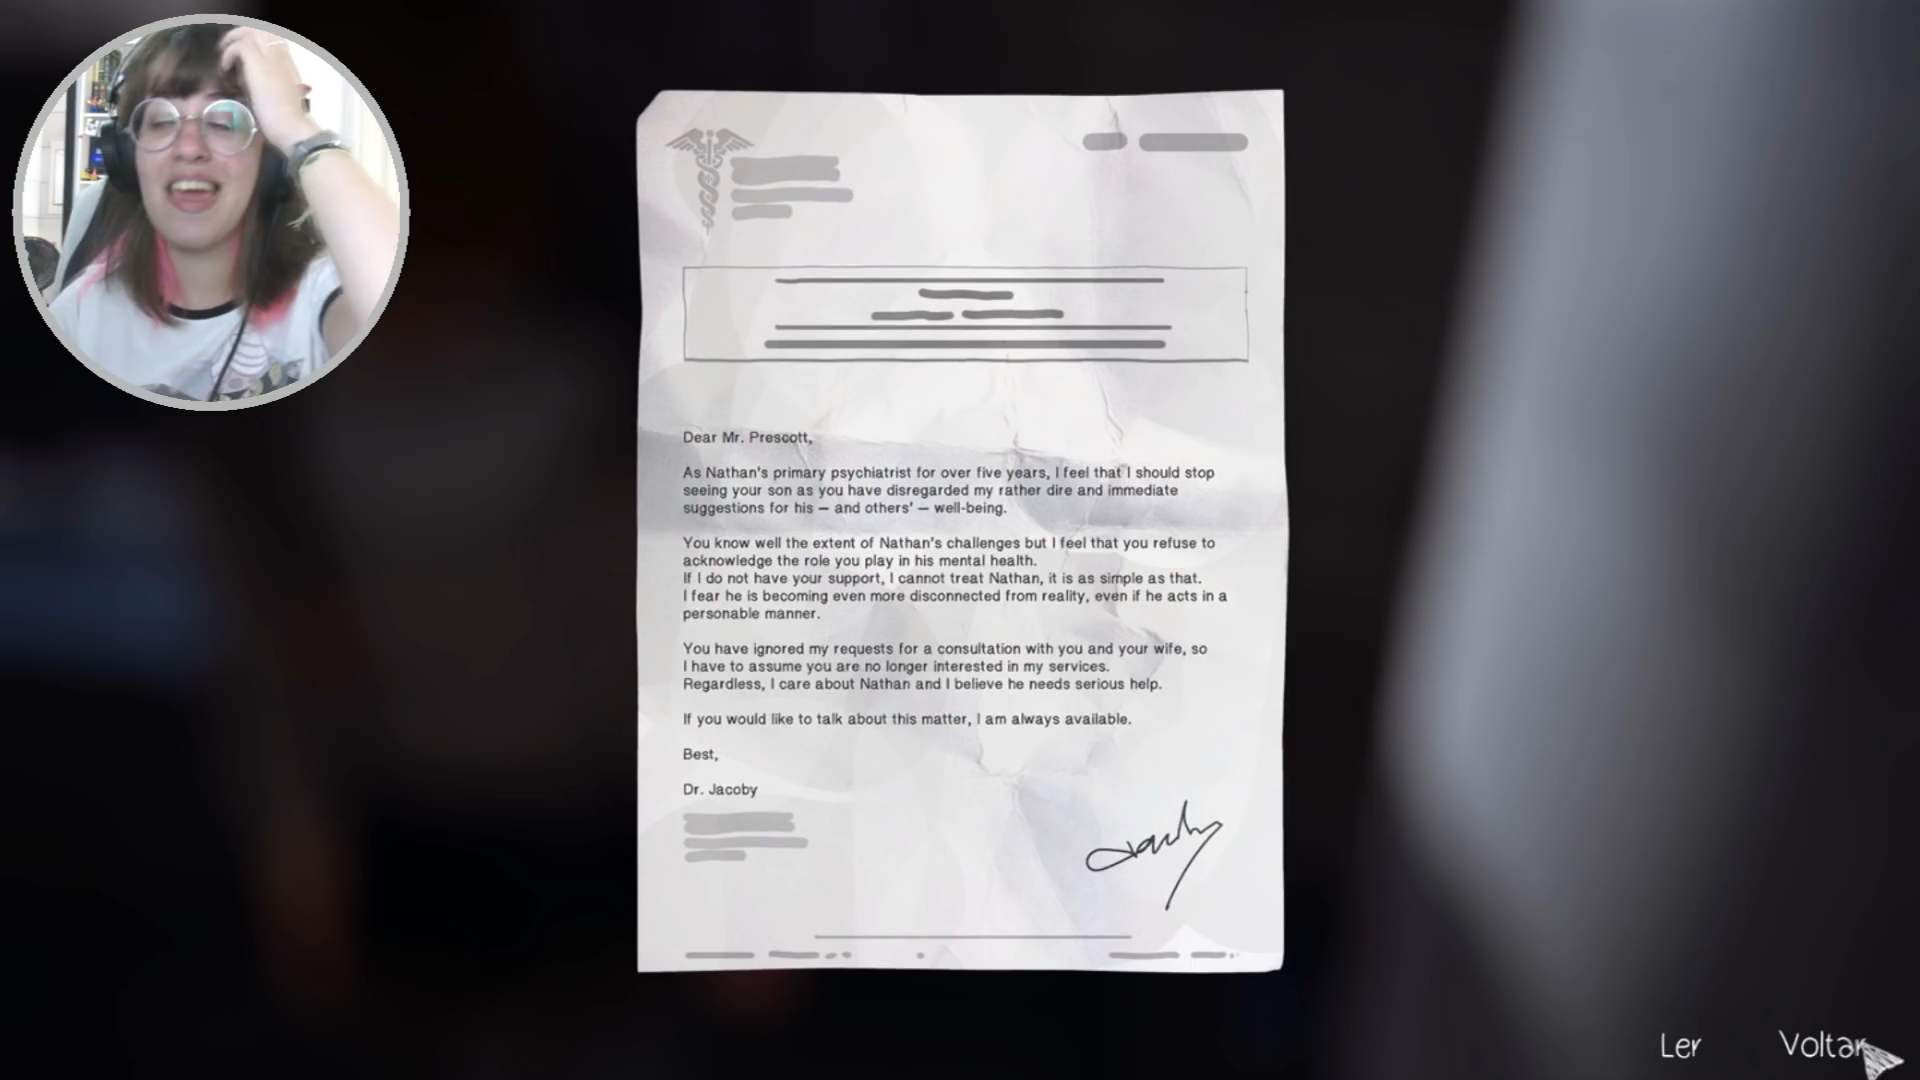 Dear Mr. Prescott,
As Nathan's primary psychiatrist for over five years, I feel that I should stop
seeing your son as you have disregarded my rather dire and immediate
suggestions for his — and others' — well-being.
You know well the extent of Nathan's challenges but I feel that you refuse to
acknowledge the role you play in his mental health.
If I do not have your support, I cannot treat Nathan, it is as simple as that.
I fear he is becoming even more disconnected from reality, even if he acts in a
personable manner.
You have ignored my requests for a consultation with you and your wife, so
I have to assume you are no longer interested in my services.
Regardless, I care about Nathan and I believe he needs serious help.
If you would like to talk about this matter, I am always available.
Best,
Dr. Jacoby
Ler
Voltar